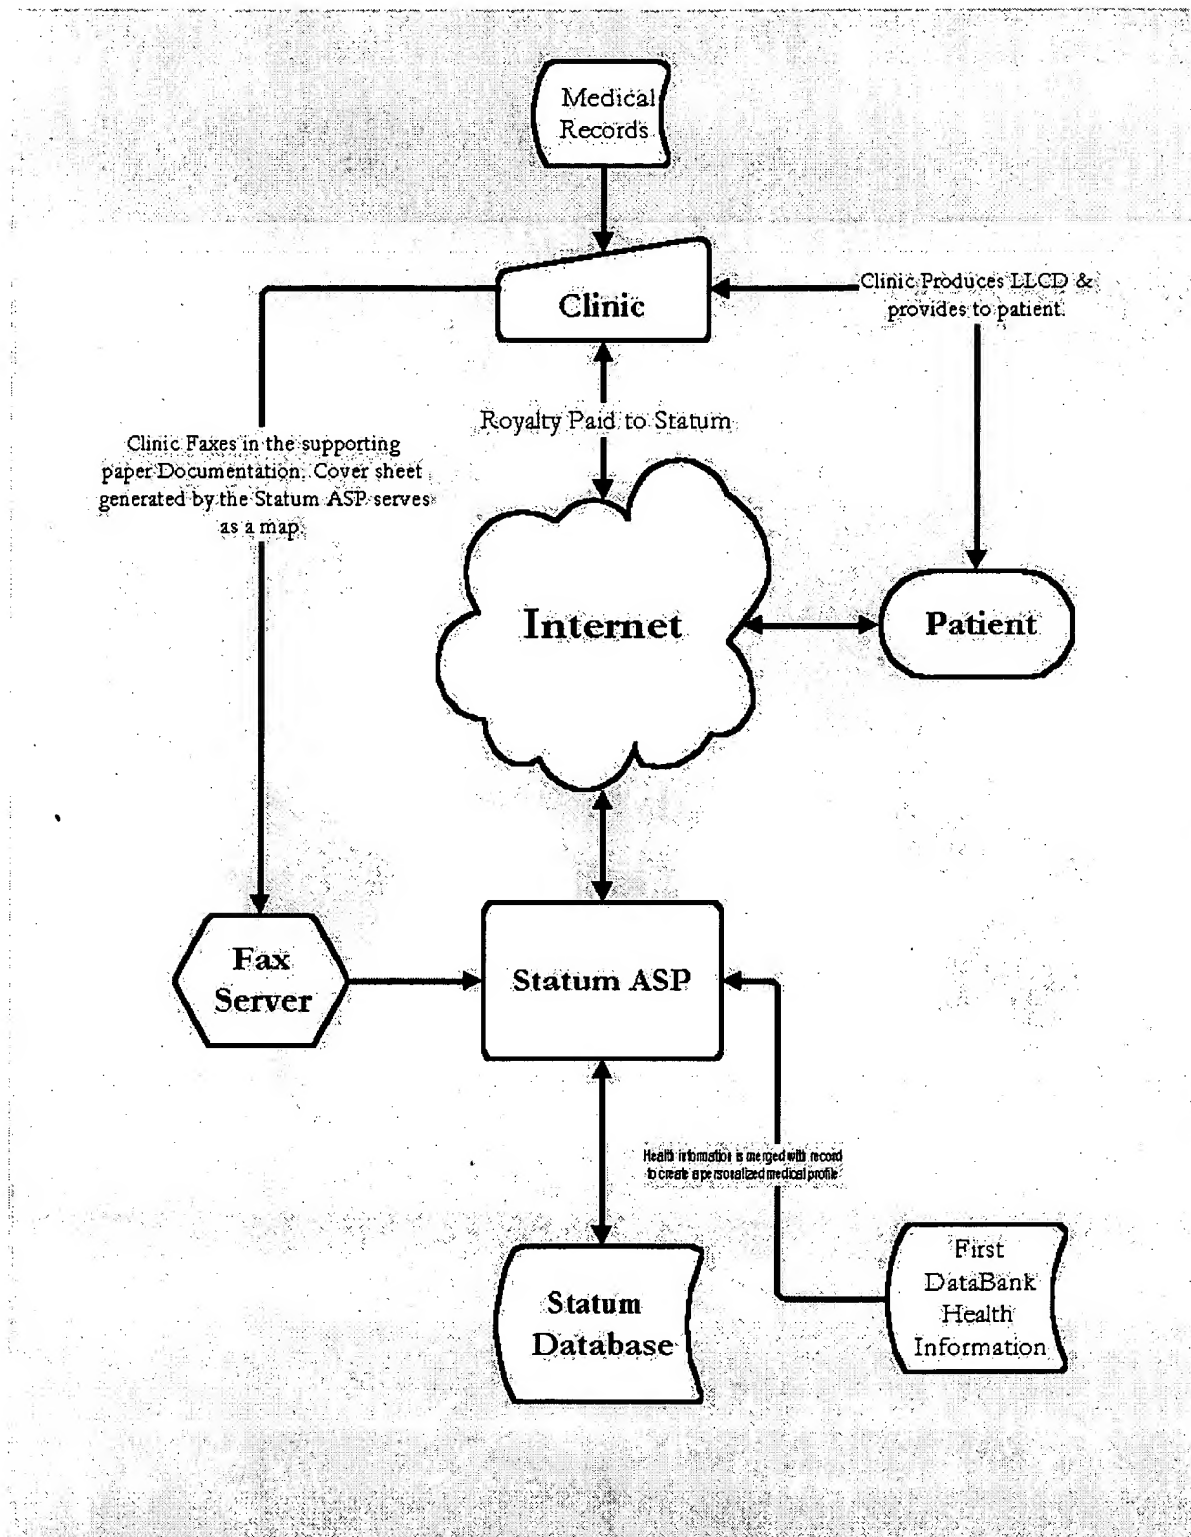 Medical
Records
Clinic
Clinic Produces LLCD &
provides to patient.
Royalty Paid to Statum
Clinic Faxes in the supporting
paper Documentation. Cover sheet
generated by the Statum ASP serves
as a map.
Internet
Patient
Fax
Server
Statum ASP
Health information is merged with record
to create a personalized medical profile
First
DataBank
Health
Information
Statum
Database